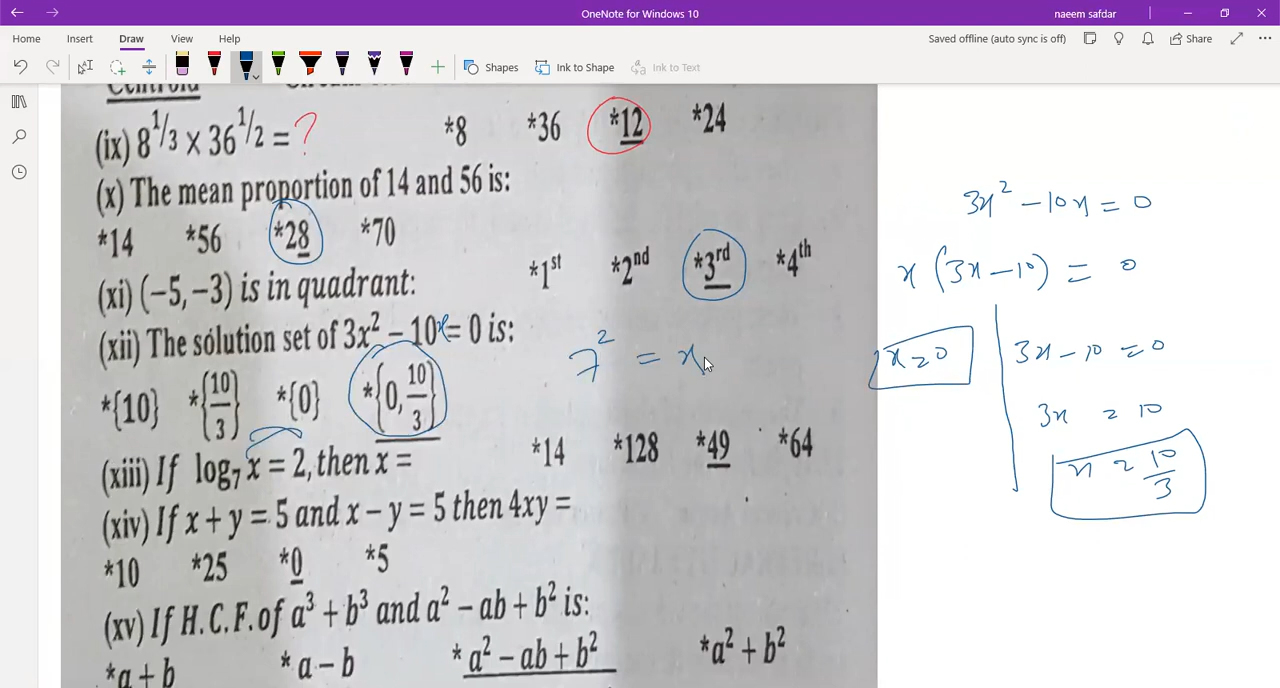 OneNote for Windows 10
naeem safdar
Home Insert Draw View Help
Saved offline (auto sync is off)
Share
Shapes
Ink to Shape
Ink to Text
Centroid
(ix) 8^1/3 × 36^1/2 = ? *8 *36 *12 *24
(x) The mean proportion of 14 and 56 is:
*14 *56 *28 *70
(xi) (−5, −3) is in quadrant: *1st *2nd *3rd *4th
(xii) The solution set of 3x² − 10x = 0 is:
*{10} *{10/3} *{0} *{0, 10/3}
(xiii) If log₇ x = 2, then x = *14 *128 *49 *64
(xiv) If x + y = 5 and x − y = 5 then 4xy =
*10 *25 *0 *5
(xv) If H.C.F. of a³ + b³ and a² − ab + b² is:
*a + b *a − b *a² − ab + b² *a² + b²
7² = x
3x² − 10x = 0
x (3x − 10) = 0
x = 0
3x − 10 = 0
3x = 10
x = 10/3